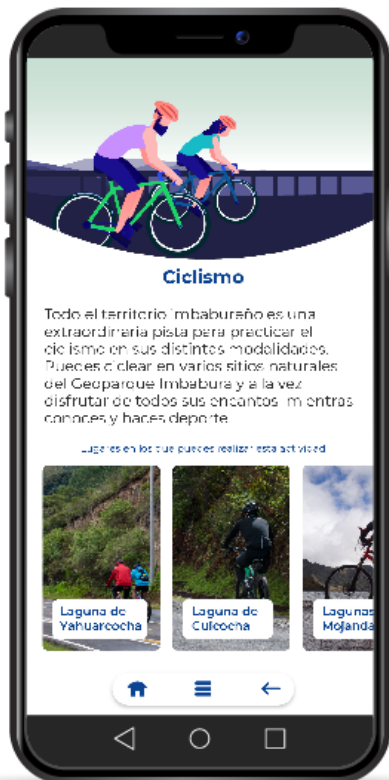 Ciclismo
Todo el territorio imbabureño es una
extraordinaria pista para practicar el
ciclismo en sus distintas modalidades.
Puedes ciclear en varios sitios naturales
del Geoparque Imbabura y a la vez
disfrutar de todos sus encantos mientras
conoces y haces deporte
Lugares en los que puedes realizar esta actividad
Laguna de
Yahuarcocha
Laguna de
Cuicocha
Lagunas
Mojanda